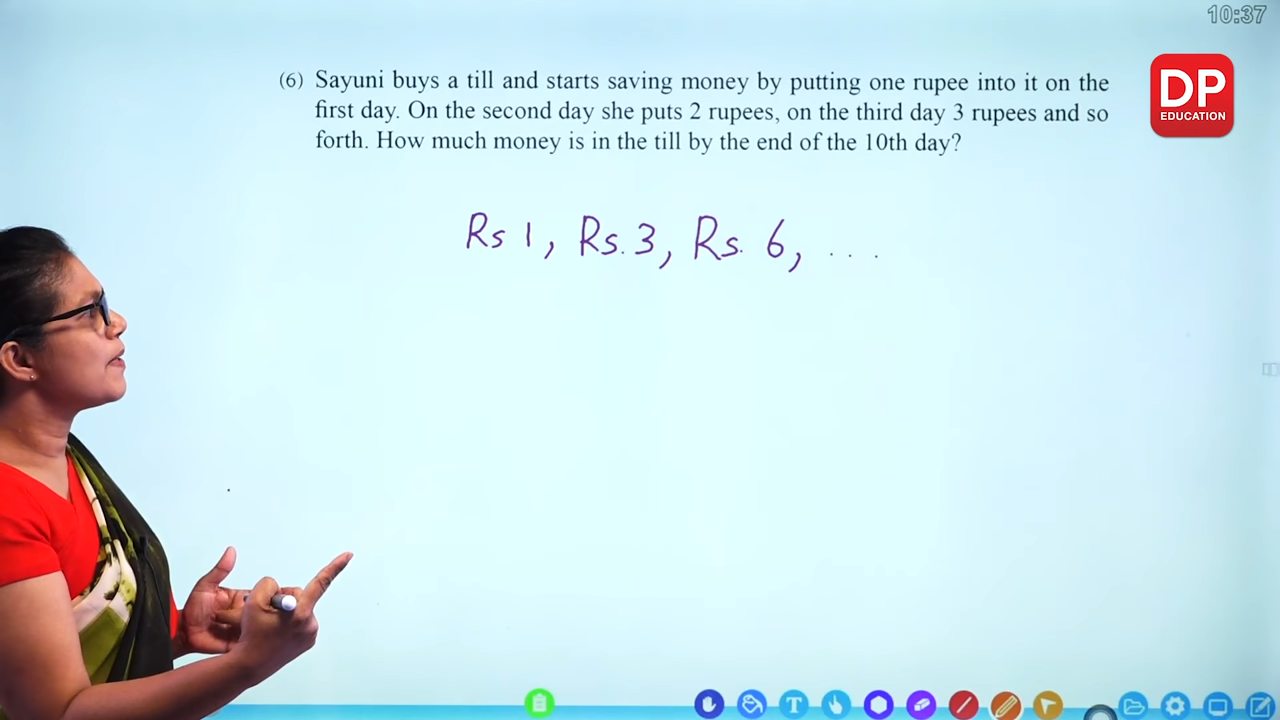 10:37
DP
EDUCATION
(6) Sayuni buys a till and starts saving money by putting one rupee into it on the
first day. On the second day she puts 2 rupees, on the third day 3 rupees and so
forth. How much money is in the till by the end of the 10th day?
Rs 1, Rs. 3, Rs. 6, ...
T